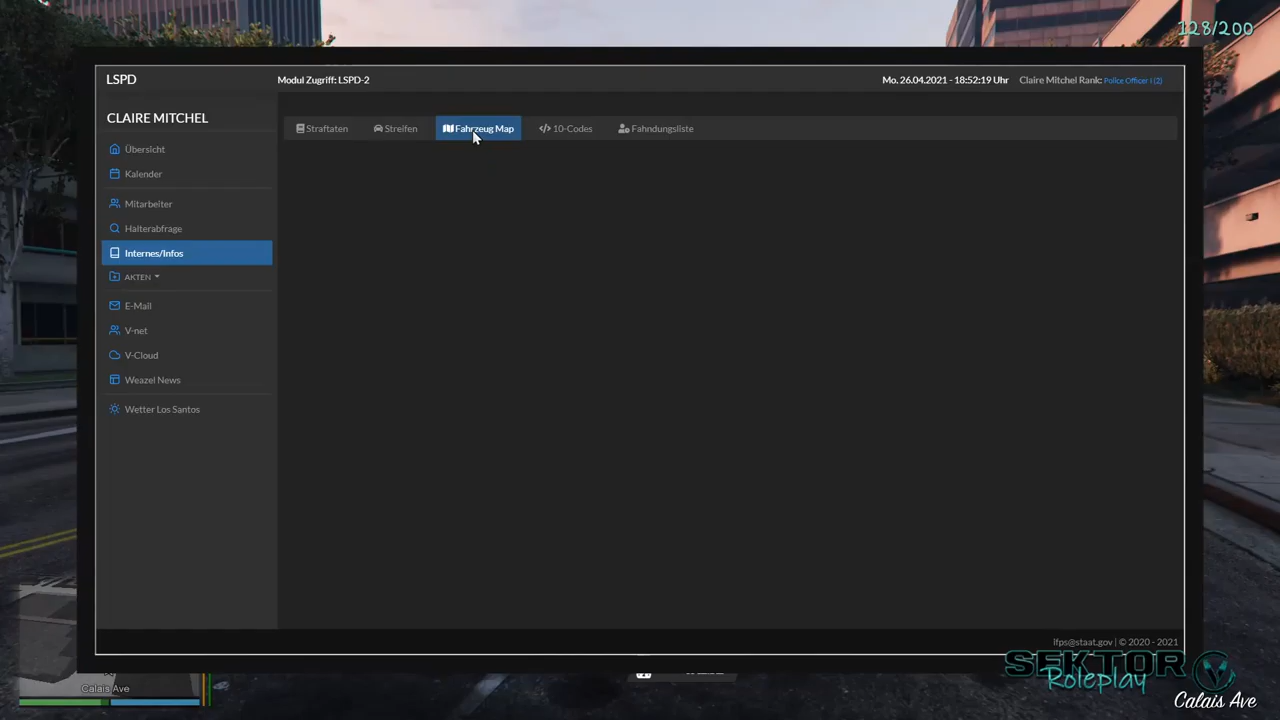 128/200
LSPD
Modul Zugriff: LSPD-2
Mo, 26.04.2021 - 18:52:19 Uhr
Claire Mitchel Rank: Police Officer I (2)
CLAIRE MITCHEL
Übersicht
Kalender
Mitarbeiter
Halterabfrage
Internes/Infos
AKTEN
E-Mail
V-net
V-Cloud
Weazel News
Wetter Los Santos
Straftaten
Streifen
Fahrzeug Map
10-Codes
Fahndungsliste
lfps@staat.gov | © 2020 - 2021
SEKTOR
Roleplay
Calais Ave
Calais Ave